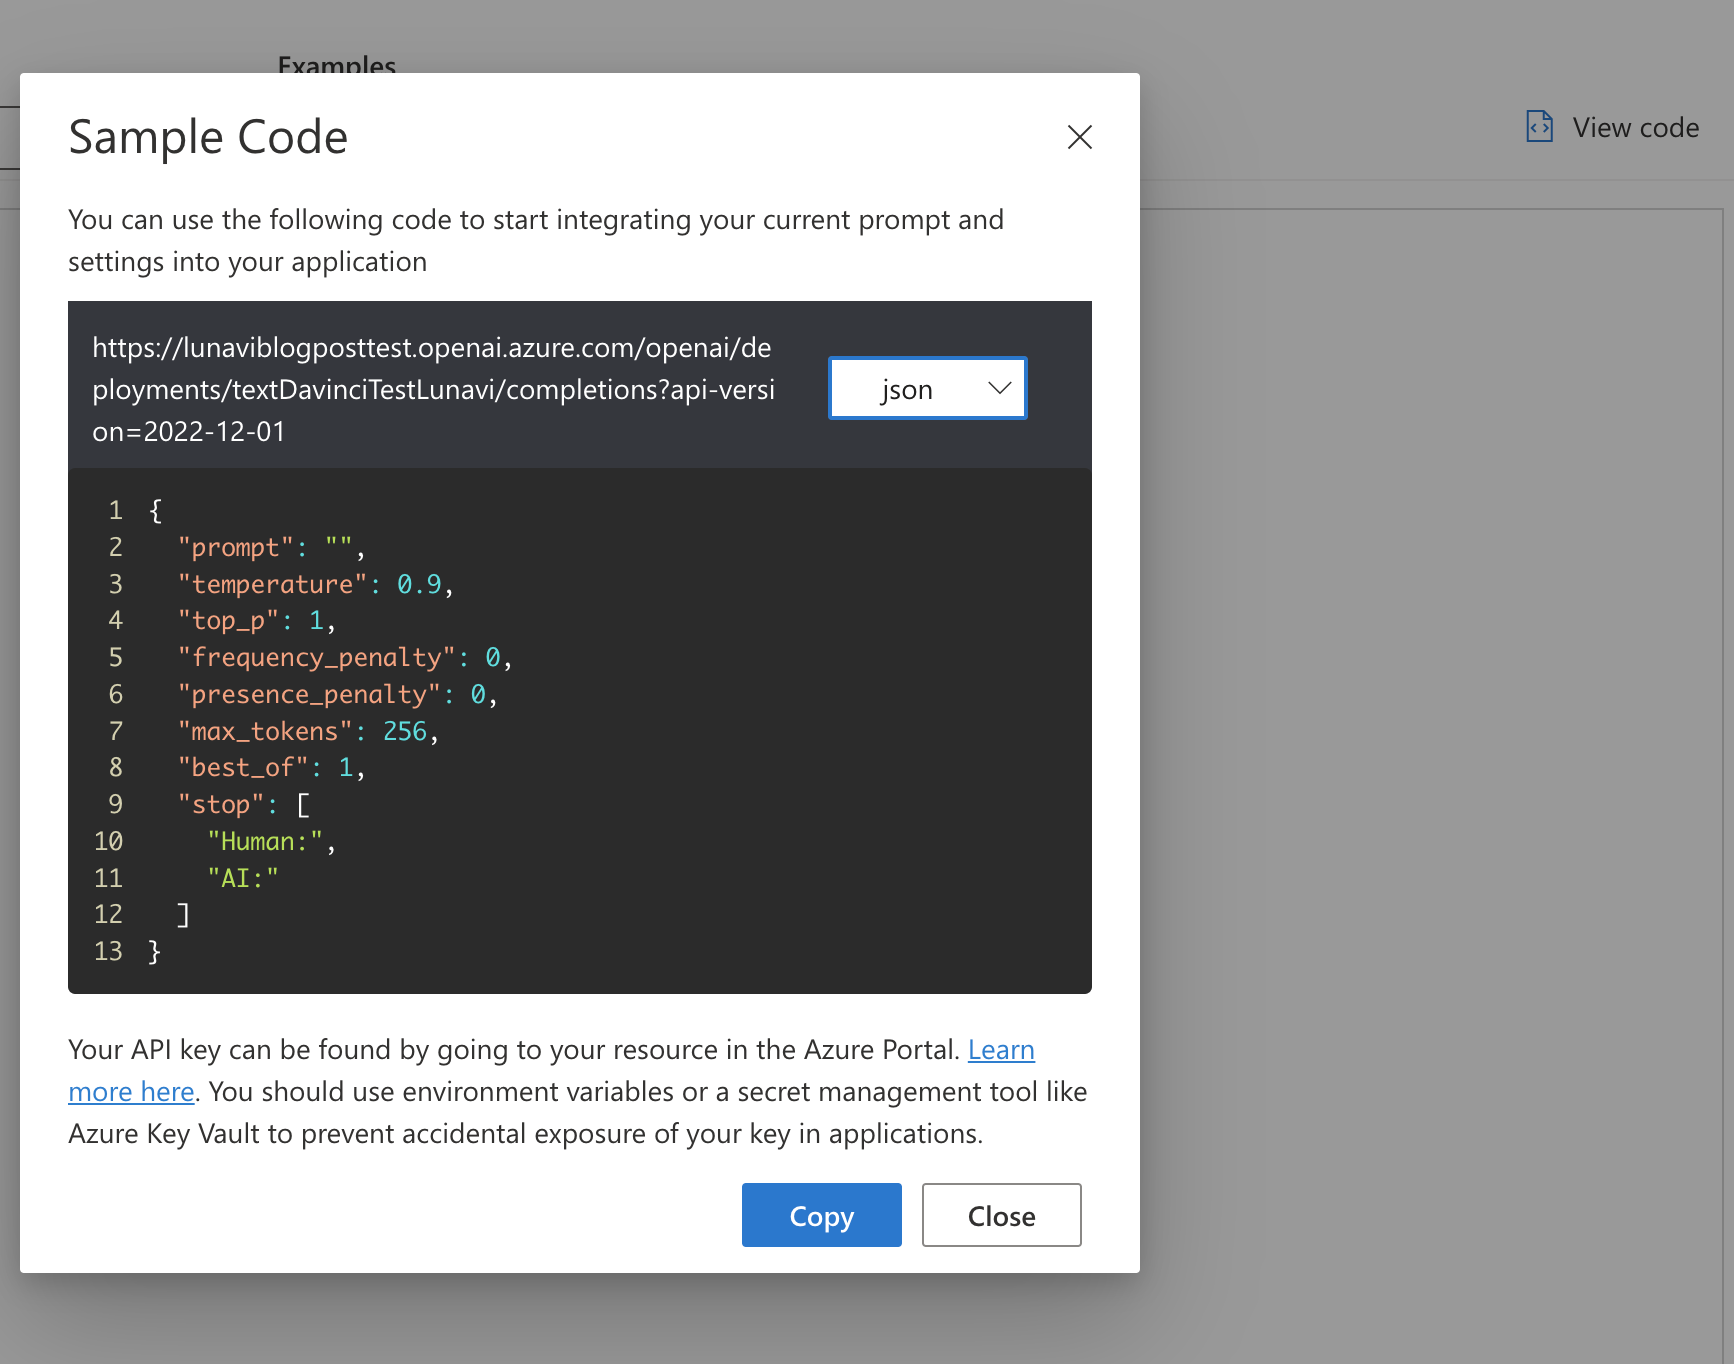 Examples
View code
Sample Code
You can use the following code to start integrating your current prompt and
settings into your application
https://lunaviblogposttest.openai.azure.com/openai/de
ployments/textDavinciTestLunavi/completions?api-versi
on=2022-12-01
json
1 {
2   "prompt": "",
3   "temperature": 0.9,
4   "top_p": 1,
5   "frequency_penalty": 0,
6   "presence_penalty": 0,
7   "max_tokens": 256,
8   "best_of": 1,
9   "stop": [
10     "Human:",
11     "AI:"
12   ]
13 }
Your API key can be found by going to your resource in the Azure Portal. Learn
more here. You should use environment variables or a secret management tool like
Azure Key Vault to prevent accidental exposure of your key in applications.
Copy
Close